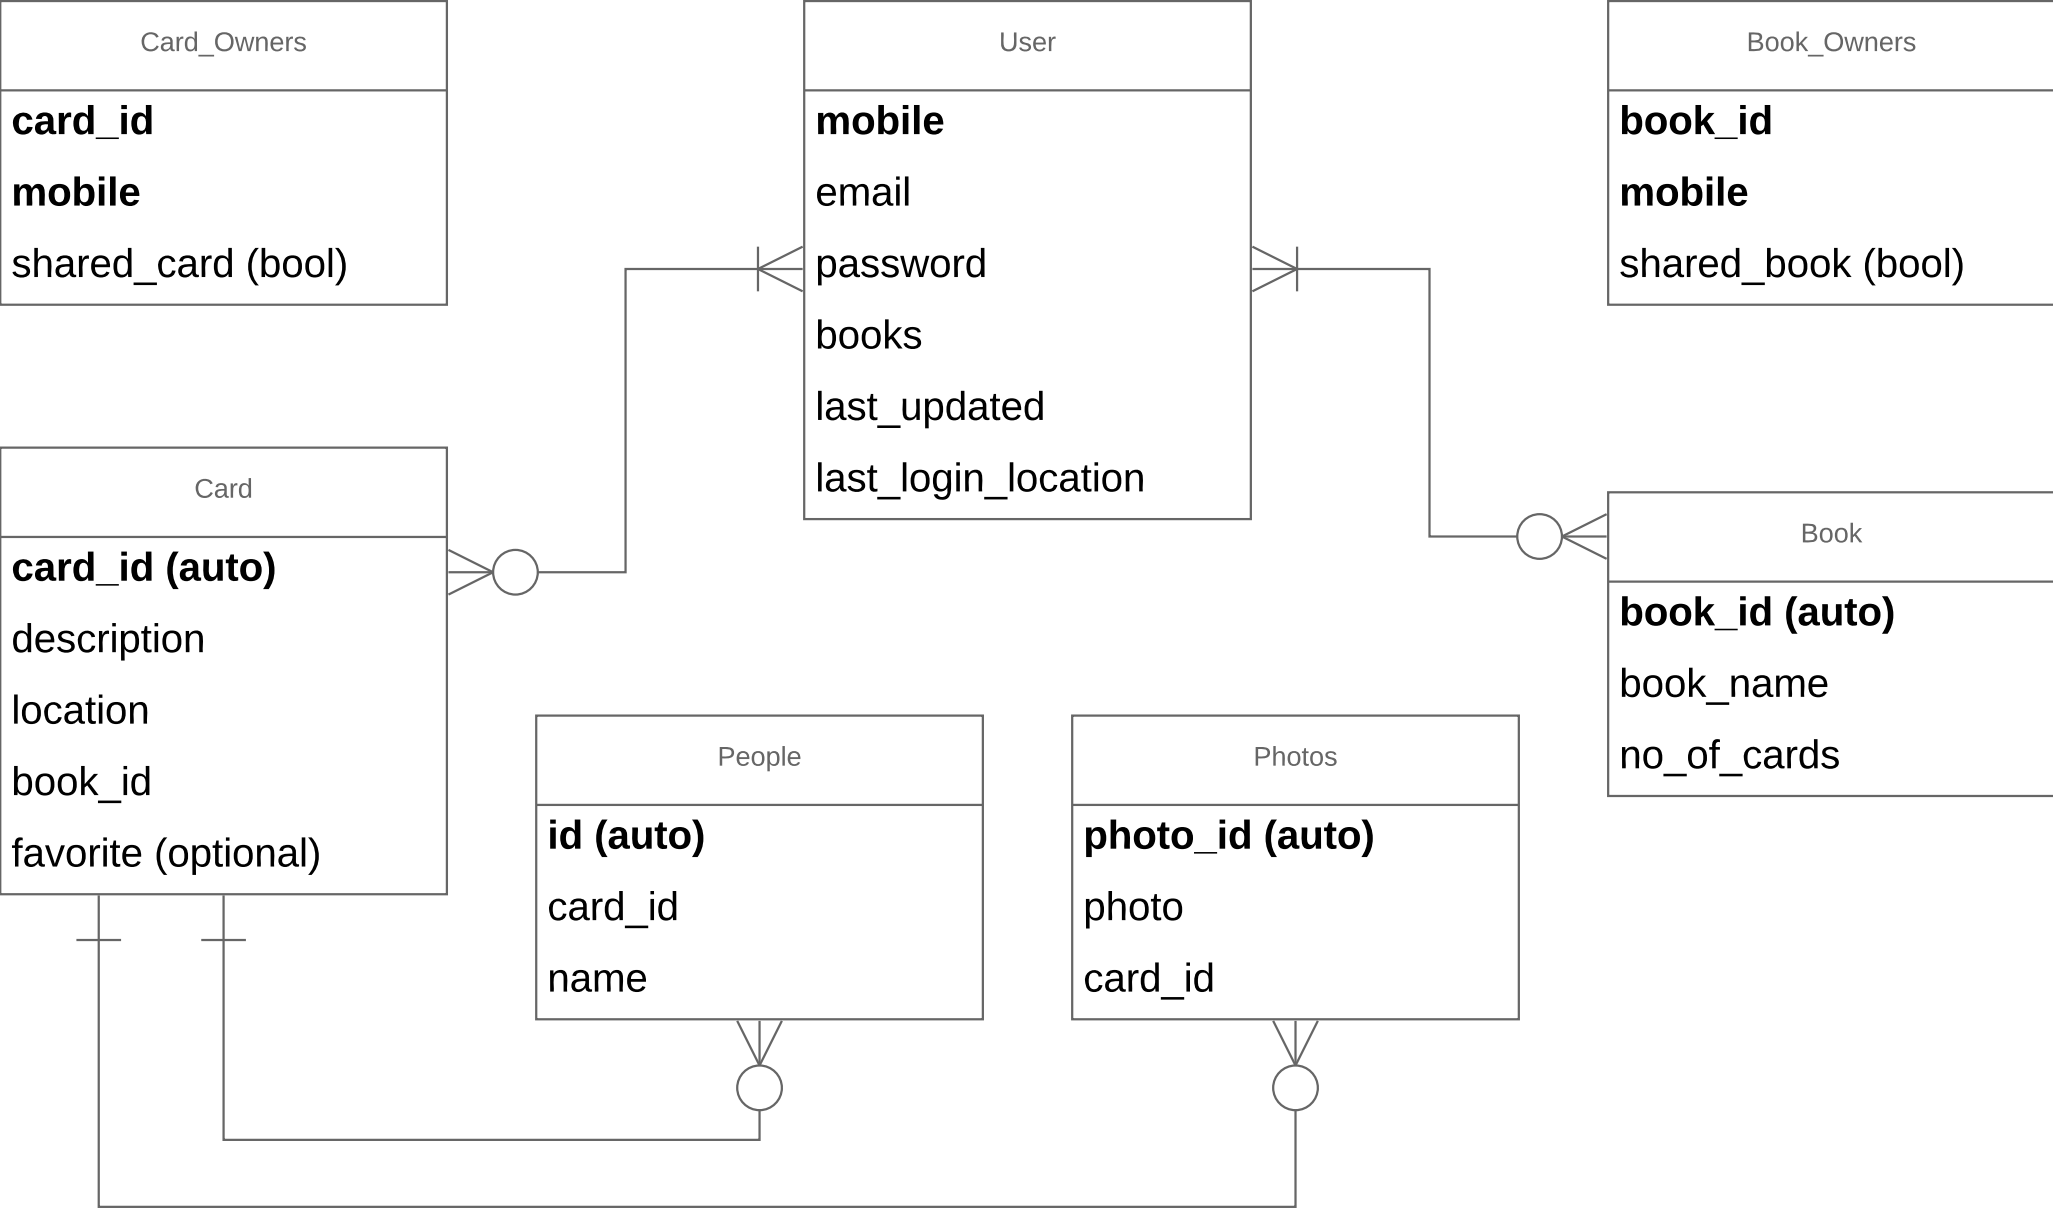 Card_Owners
card_id
mobile
shared_card (bool)
User
mobile
email
password
books
last_updated
last_login_location
Book_Owners
book_id
mobile
shared_book (bool)
Card
card_id (auto)
description
location
book_id
favorite (optional)
People
id (auto)
card_id
name
Photos
photo_id (auto)
photo
card_id
Book
book_id (auto)
book_name
no_of_cards